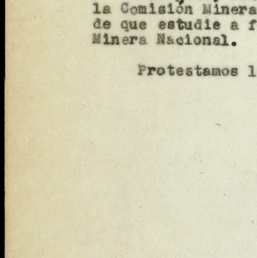 la Comisión Minera
de que estudie a f
Minera Nacional.
Protestamos l